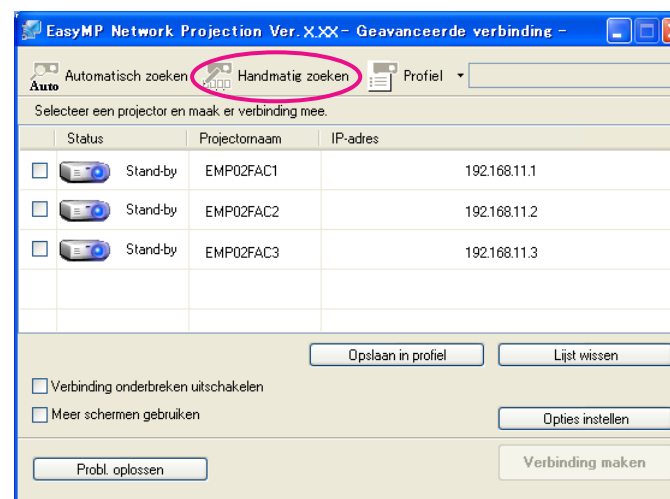 EasyMP Network Projection Ver. X.XX - Geavanceerde verbinding -
Auto Automatisch zoeken Handmatig zoeken Profiel
Selecteer een projector en maak er verbinding mee.
Status Projectornaam IP-adres
Stand-by EMP02FAC1 192.168.11.1
Stand-by EMP02FAC2 192.168.11.2
Stand-by EMP02FAC3 192.168.11.3
Opslaan in profiel Lijst wissen
Verbinding onderbreken uitschakelen
Meer schermen gebruiken
Opties instellen
Probl. oplossen Verbinding maken